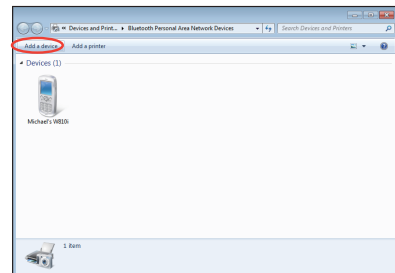 « Devices and Print... ▸ Bluetooth Personal Area Network Devices
Search Devices and Printers
Add a device
Add a printer
Devices (1)
Michael's W810i
1 item